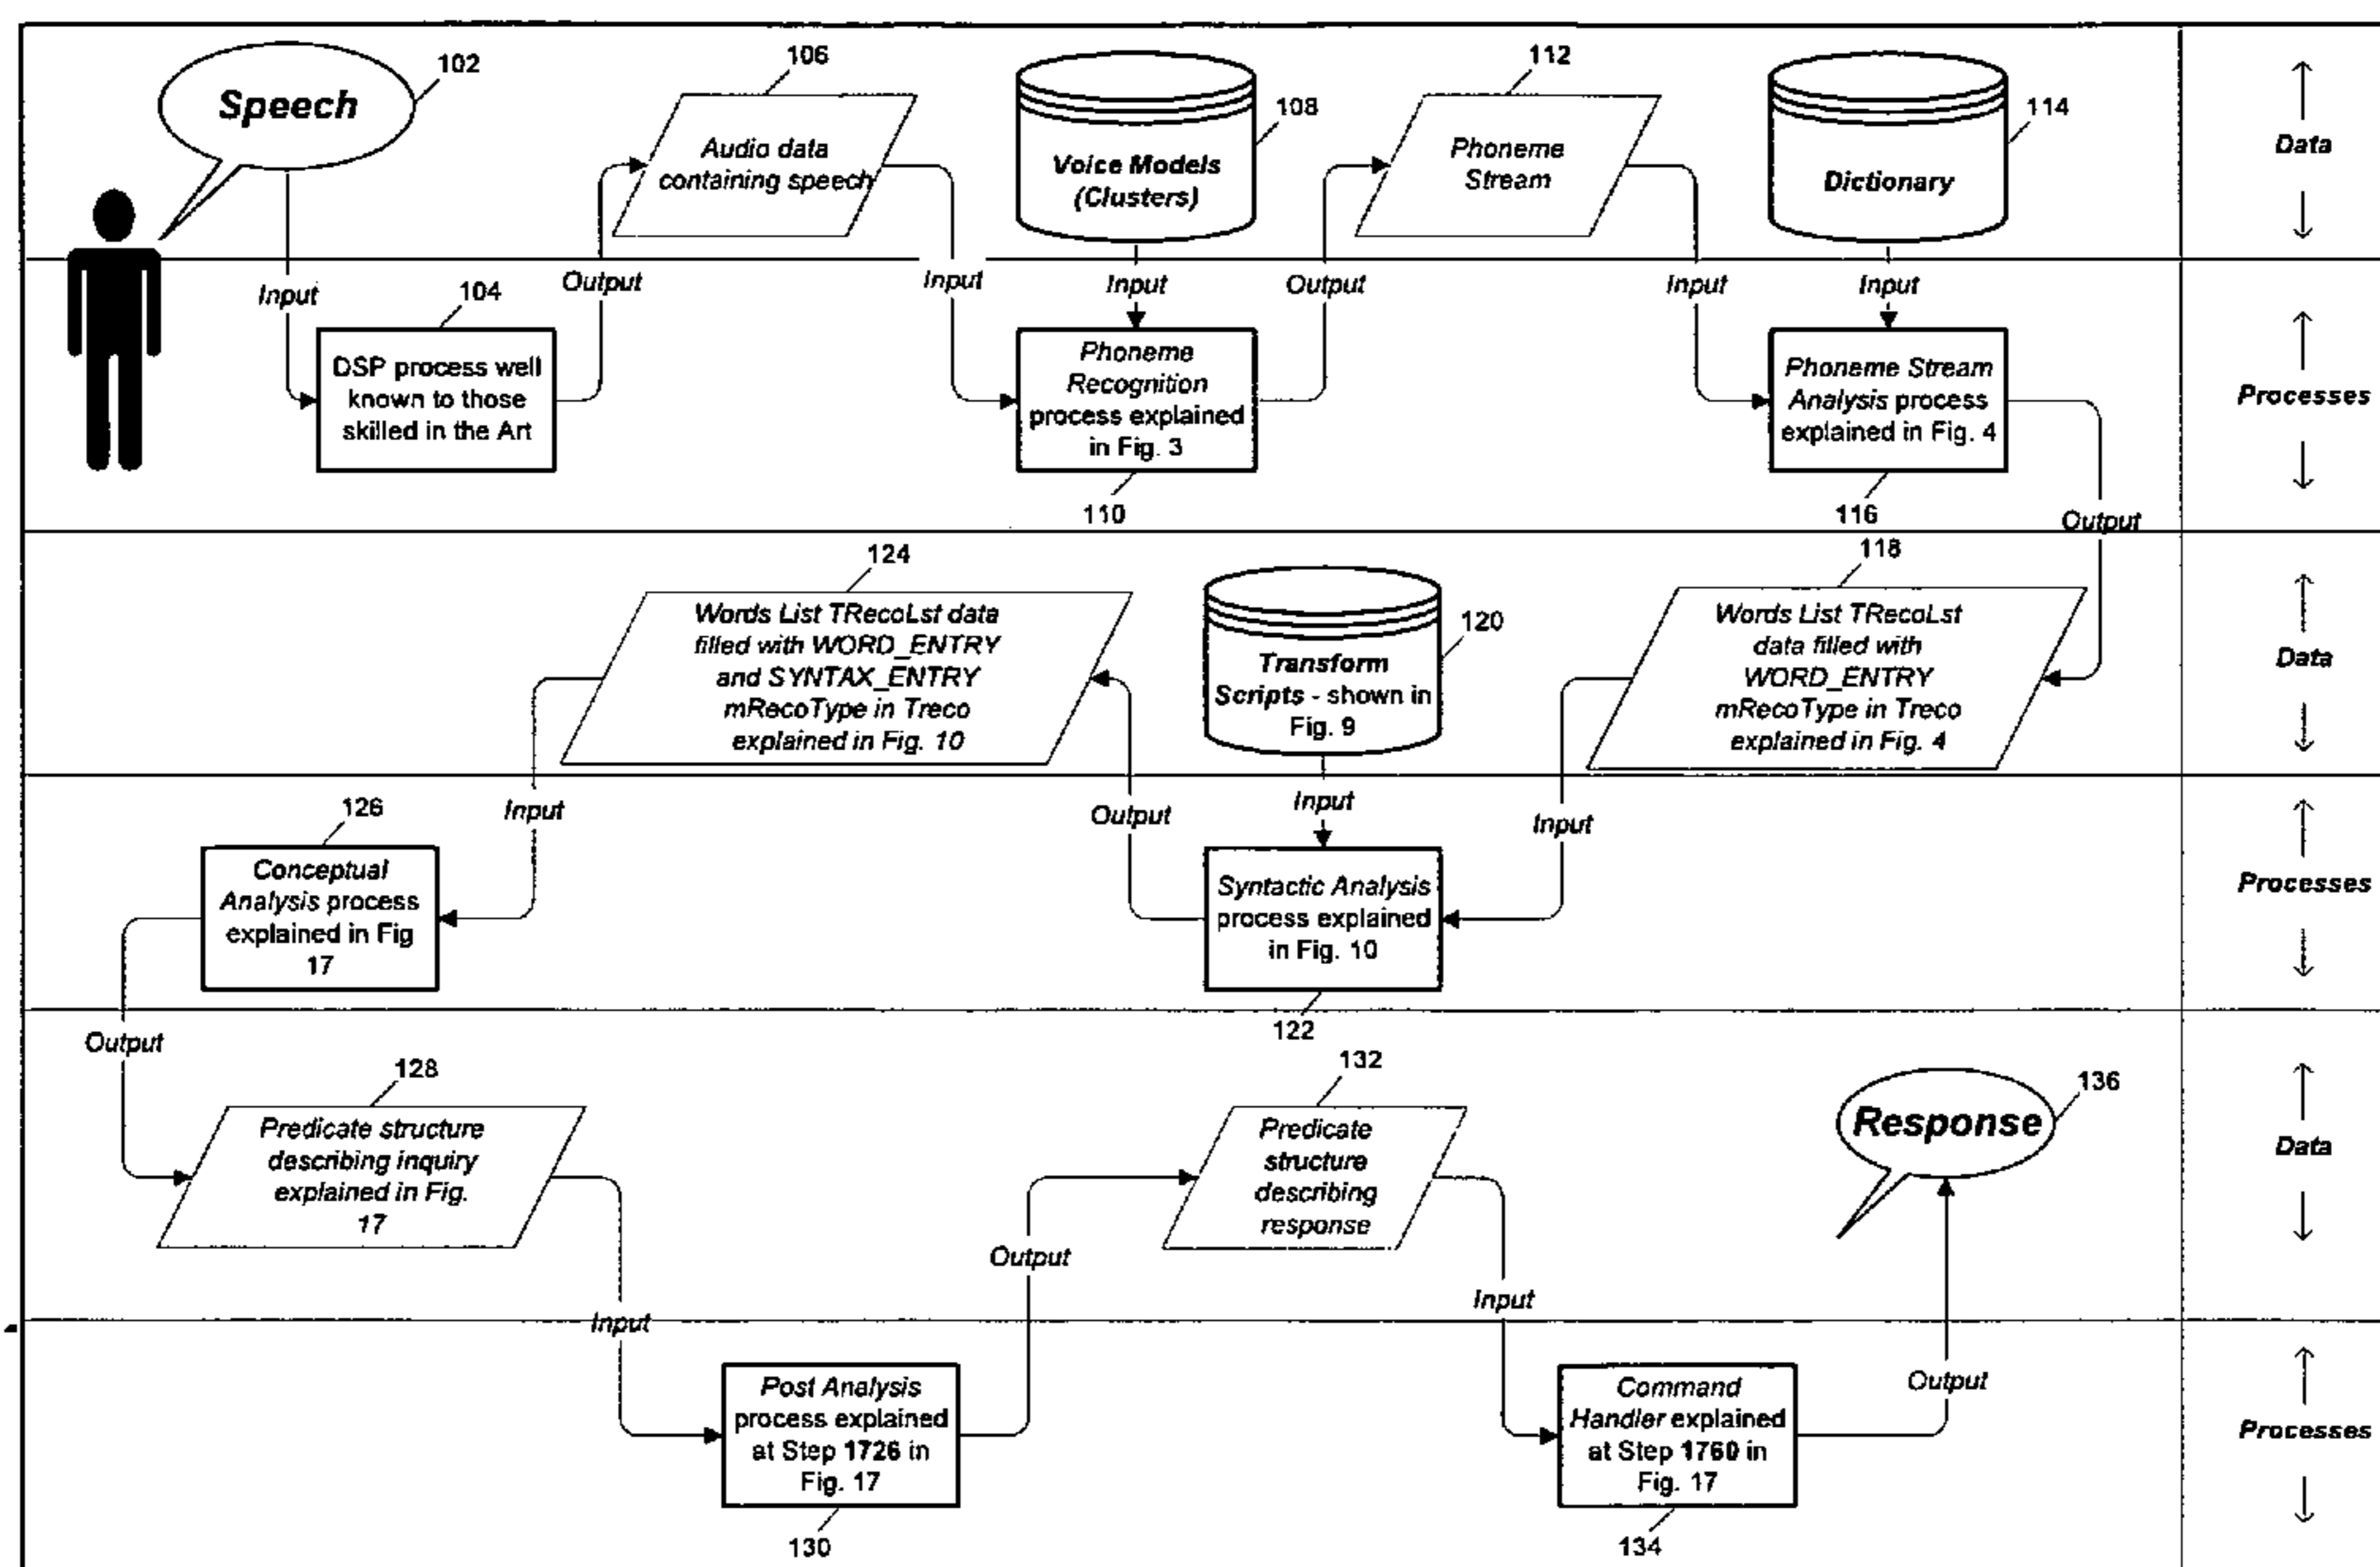 102
Speech
106
Audio data
containing speech
108
Voice Models
(Clusters)
112
Phoneme
Stream
114
Dictionary
Data
Input
Output
Input
Input
Output
Input
Input
104
DSP process well
known to those
skilled in the Art
Phoneme
Recognition
process explained
in Fig. 3
110
Phoneme Stream
Analysis process
explained in Fig. 4
116
Processes
Output
124
Words List TRecoLst data
filled with WORD_ENTRY
and SYNTAX_ENTRY
mRecoType in Treco
explained in Fig. 10
120
Transform
Scripts - shown in
Fig. 9
118
Words List TRecoLst
data filled with
WORD_ENTRY
mRecoType in Treco
explained in Fig. 4
Data
Input
Output
Input
Input
126
Conceptual
Analysis process
explained in Fig
17
Syntactic Analysis
process explained
in Fig. 10
122
Processes
Output
128
Predicate structure
describing inquiry
explained in Fig.
17
132
Predicate
structure
describing
response
136
Response
Data
Input
Output
Input
Output
Post Analysis
process explained
at Step 1726 in
Fig. 17
130
Command
Handler explained
at Step 1760 in
Fig. 17
134
Processes